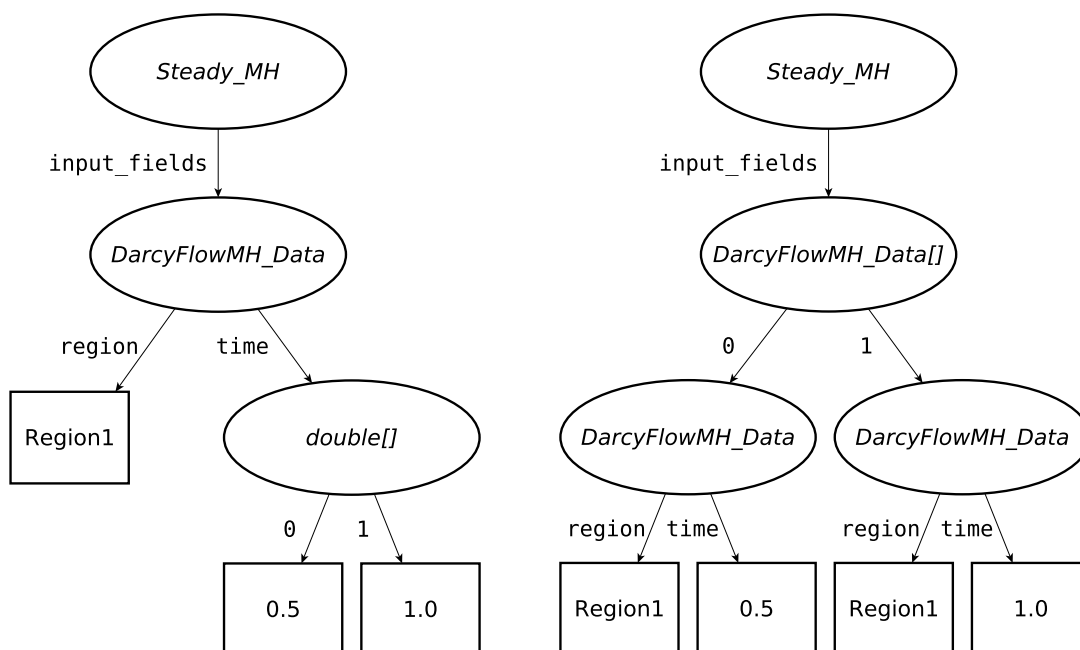 Steady_MH
input_fields
DarcyFlowMH_Data
region
time
Region1
double[]
0
1
0.5
1.0
Steady_MH
input_fields
DarcyFlowMH_Data[]
0
1
DarcyFlowMH_Data
DarcyFlowMH_Data
region
time
region
time
Region1
0.5
Region1
1.0